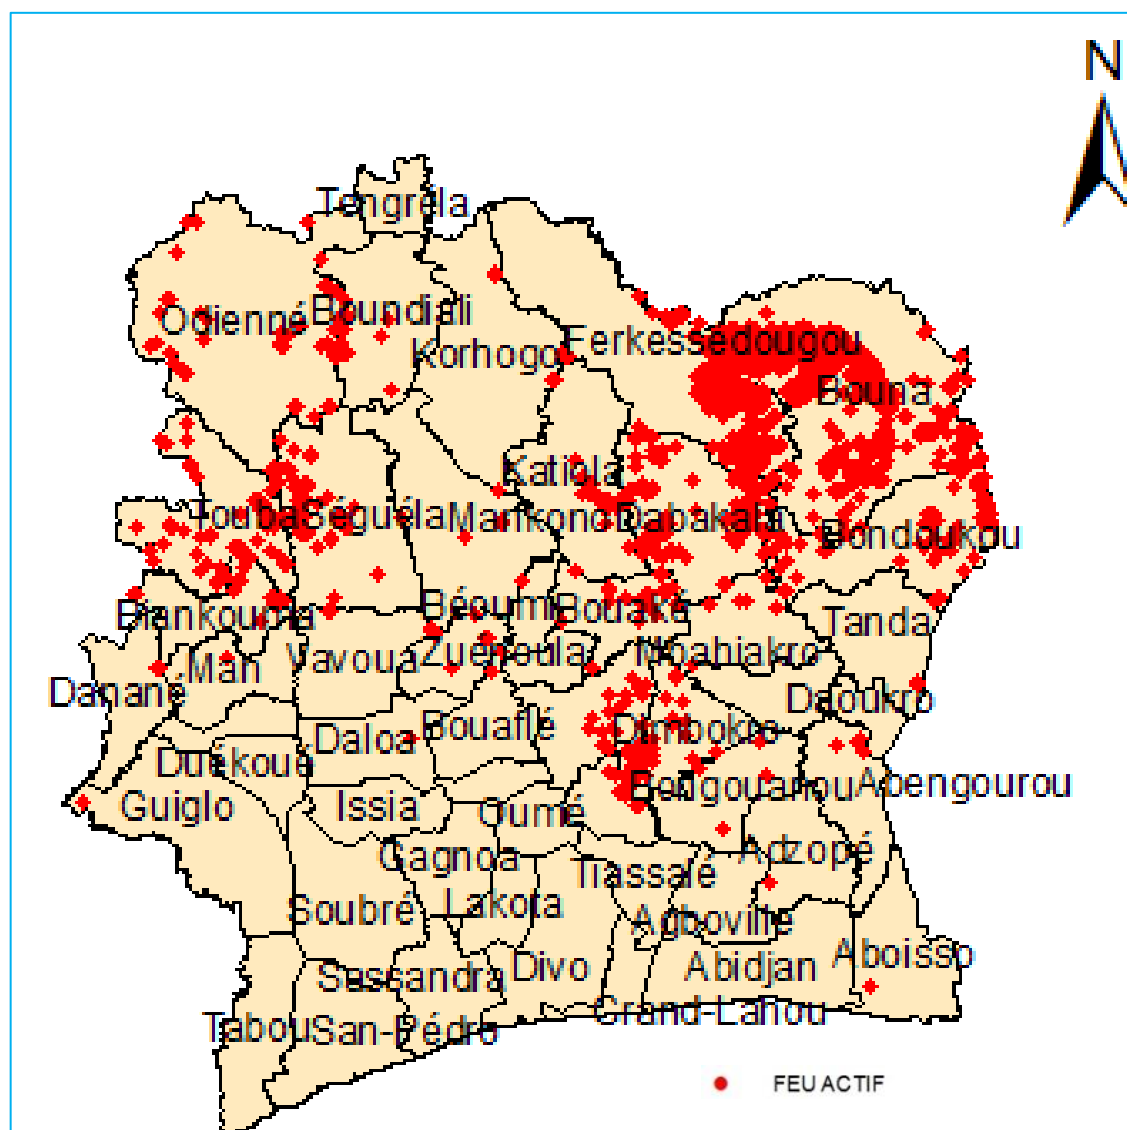 N
Tengréla
Odienné
Boundiali
Korhogo
Ferkessedougou
Bouna
Katiola
Touba
Séguéla
Mankono
Dabakala
Bondoukou
Biankouma
Béoumi
Bouaké
Tanda
Danané
Man
Vavoua
Zuénoula
Mbahiakro
Daoukro
Duékoué
Daloa
Bouaflé
Dimbokro
Guiglo
Issia
Oumé
Bongouanou
Abengourou
Gagnoa
Tiassalé
Adzopé
Soubré
Lakota
Agboville
Sassandra
Divo
Abidjan
Aboisso
Tabou
San-Pédro
Grand-Lahou
FEU ACTIF